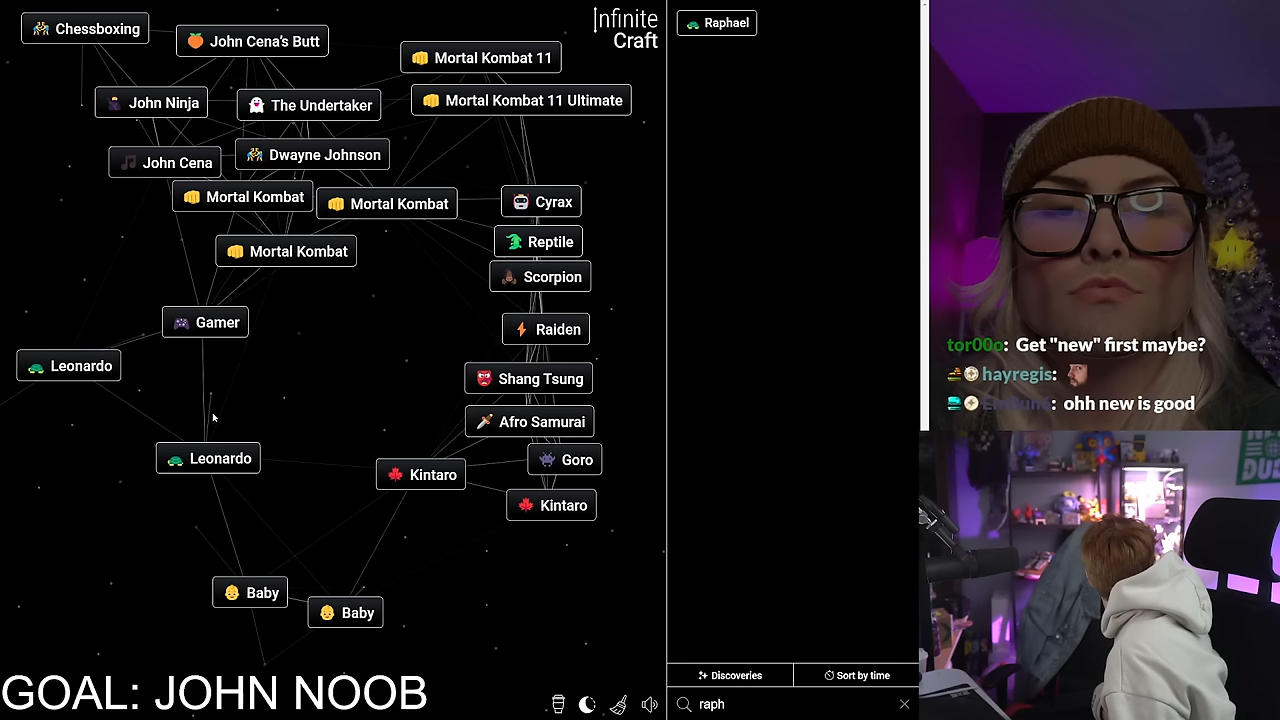 Chessboxing
John Cena's Butt
Mortal Kombat 11
Infinite
Craft
Raphael
John Ninja
The Undertaker
Mortal Kombat 11 Ultimate
John Cena
Dwayne Johnson
Mortal Kombat
Mortal Kombat
Cyrax
Reptile
Mortal Kombat
Scorpion
Gamer
Raiden
Leonardo
Shang Tsung
Afro Samurai
Leonardo
Kintaro
Goro
Kintaro
Baby
Baby
GOAL: JOHN NOOB
Discoveries
Sort by time
raph
tor00o: Get "new" first maybe?
hayregis:
ohh new is good